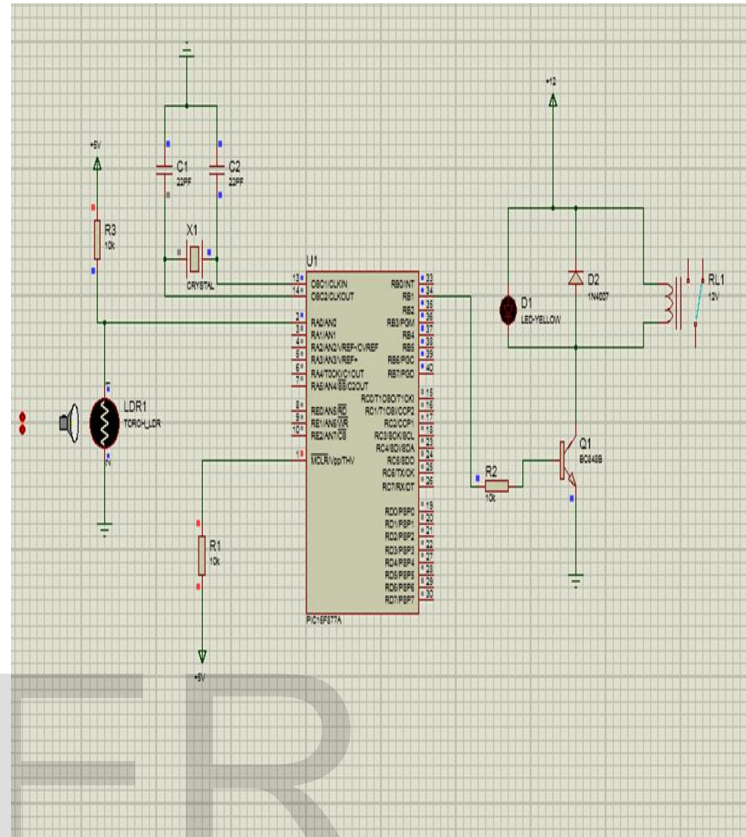 +12
+5V
C1
22PF
C2
22PF
R3
10k
X1
CRYSTAL
U1
13 OSC1/CLKIN
14 OSC2/CLKOUT
2 RA0/AN0
3 RA1/AN1
4 RA2/AN2/VREF-/CVREF
5 RA3/AN3/VREF+
6 RA4/T0CKI/C1OUT
7 RA5/AN4/SS/C2OUT
8 RE0/AN5/RD
9 RE1/AN6/WR
10 RE2/AN7/CS
1 MCLR/Vpp/THV
RB0/INT 33
RB1 34
RB2 35
RB3/PGM 36
RB4 37
RB5 38
RB6/PGC 39
RB7/PGD 40
RC0/T1OSO/T1CKI 15
RC1/T1OSI/CCP2 16
RC2/CCP1 17
RC3/SCK/SCL 18
RC4/SDI/SDA 23
RC5/SDO 24
RC6/TX/CK 25
RC7/RX/DT 26
RD0/PSP0 19
RD1/PSP1 20
RD2/PSP2 21
RD3/PSP3 22
RD4/PSP4 27
RD5/PSP5 28
RD6/PSP6 29
RD7/PSP7 30
PIC16F877A
D1
LED-YELLOW
D2
1N4007
RL1
12V
LDR1
TORCH_LDR
1
2
R2
10k
Q1
BC848B
R1
10k
+5V
ER